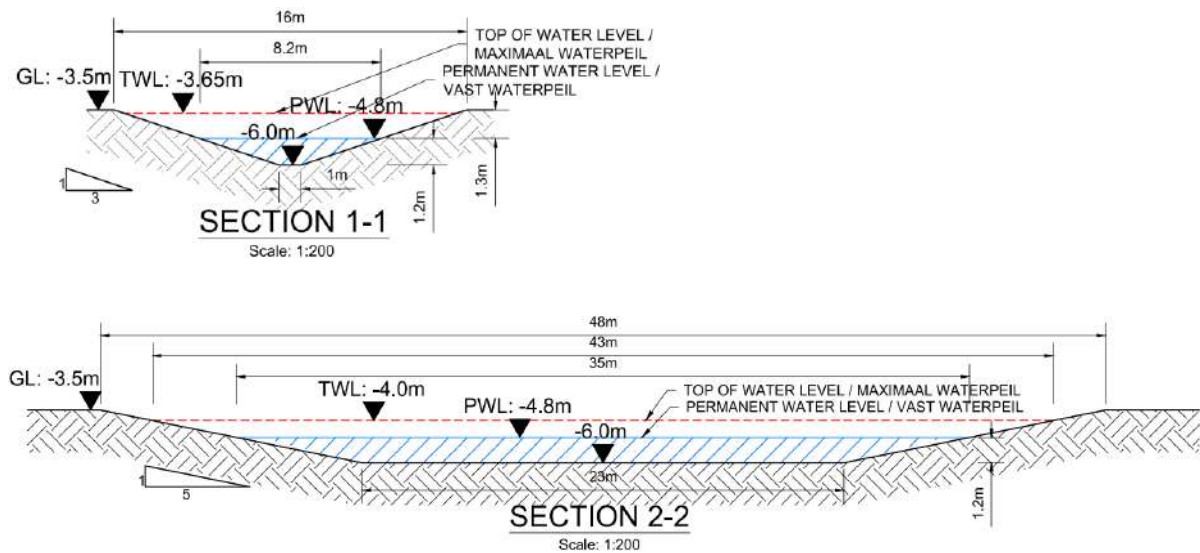 16m
TOP OF WATER LEVEL /
MAXIMAAL WATERPEIL
8.2m
PERMANENT WATER LEVEL /
VAST WATERPEIL
GL: -3.5m
TWL: -3.65m
PWL: -4.8m
-6.0m
1
3
1m
1.2m
1.3m
SECTION 1-1
Scale: 1:200
48m
43m
35m
GL: -3.5m
TWL: -4.0m
TOP OF WATER LEVEL / MAXIMAAL WATERPEIL
PWL: -4.8m
PERMANENT WATER LEVEL / VAST WATERPEIL
-6.0m
1
5
23m
1.2m
SECTION 2-2
Scale: 1:200